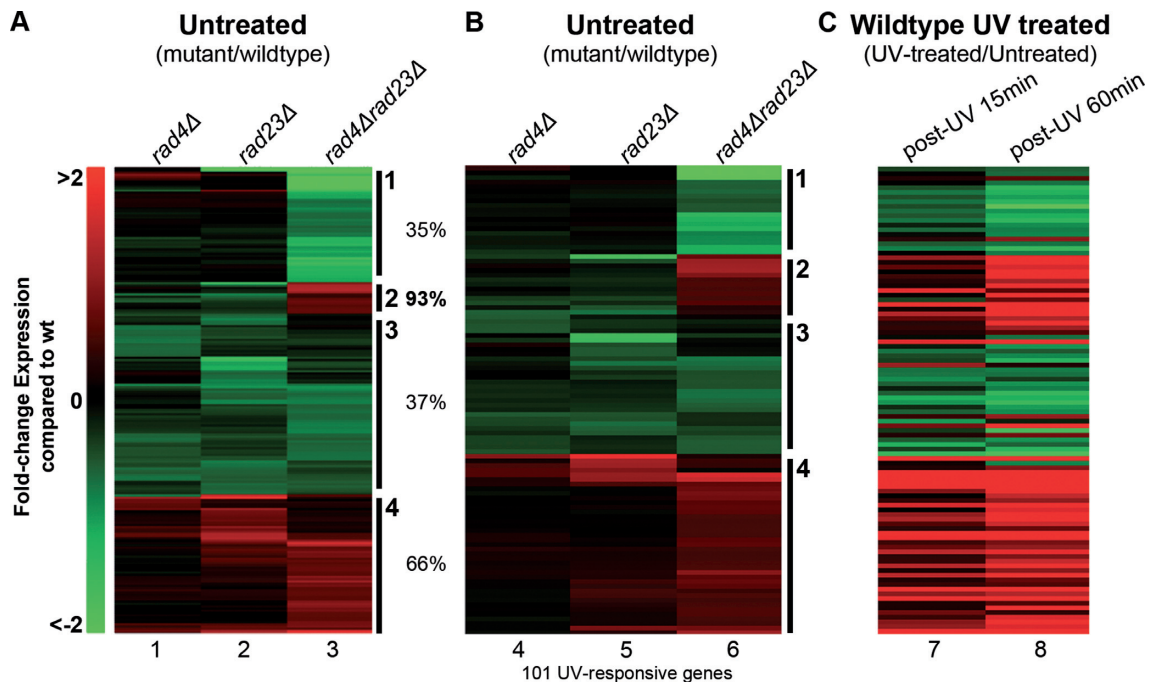 A
Untreated
(mutant/wildtype)
rad4Δ
rad23Δ
rad4Δrad23Δ
>2
0
<-2
Fold-change Expression
compared to wt
1
35%
2 93%
3
37%
4
66%
1
2
3
B
Untreated
(mutant/wildtype)
rad4Δ
rad23Δ
rad4Δrad23Δ
1
2
3
4
4
5
6
101 UV-responsive genes
C
Wildtype UV treated
(UV-treated/Untreated)
post-UV 15min
post-UV 60min
7
8